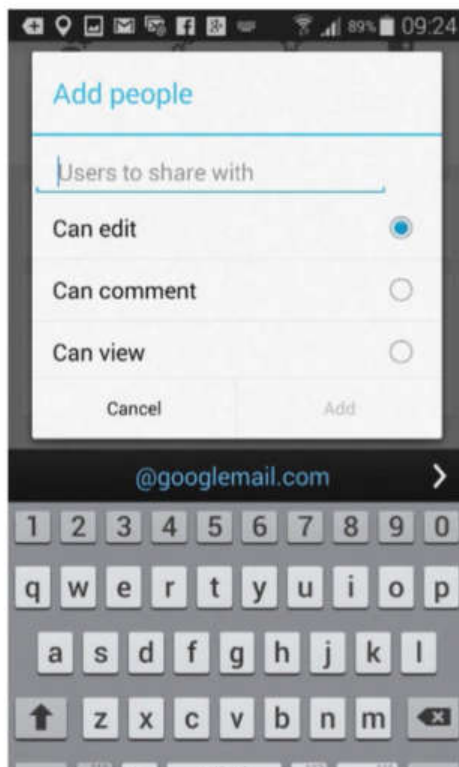 89% 09:24
Add people
Users to share with
Can edit
Can comment
Can view
Cancel Add
@googlemail.com
1 2 3 4 5 6 7 8 9 0
q w e r t y u i o p
a s d f g h j k l
z x c v b n m